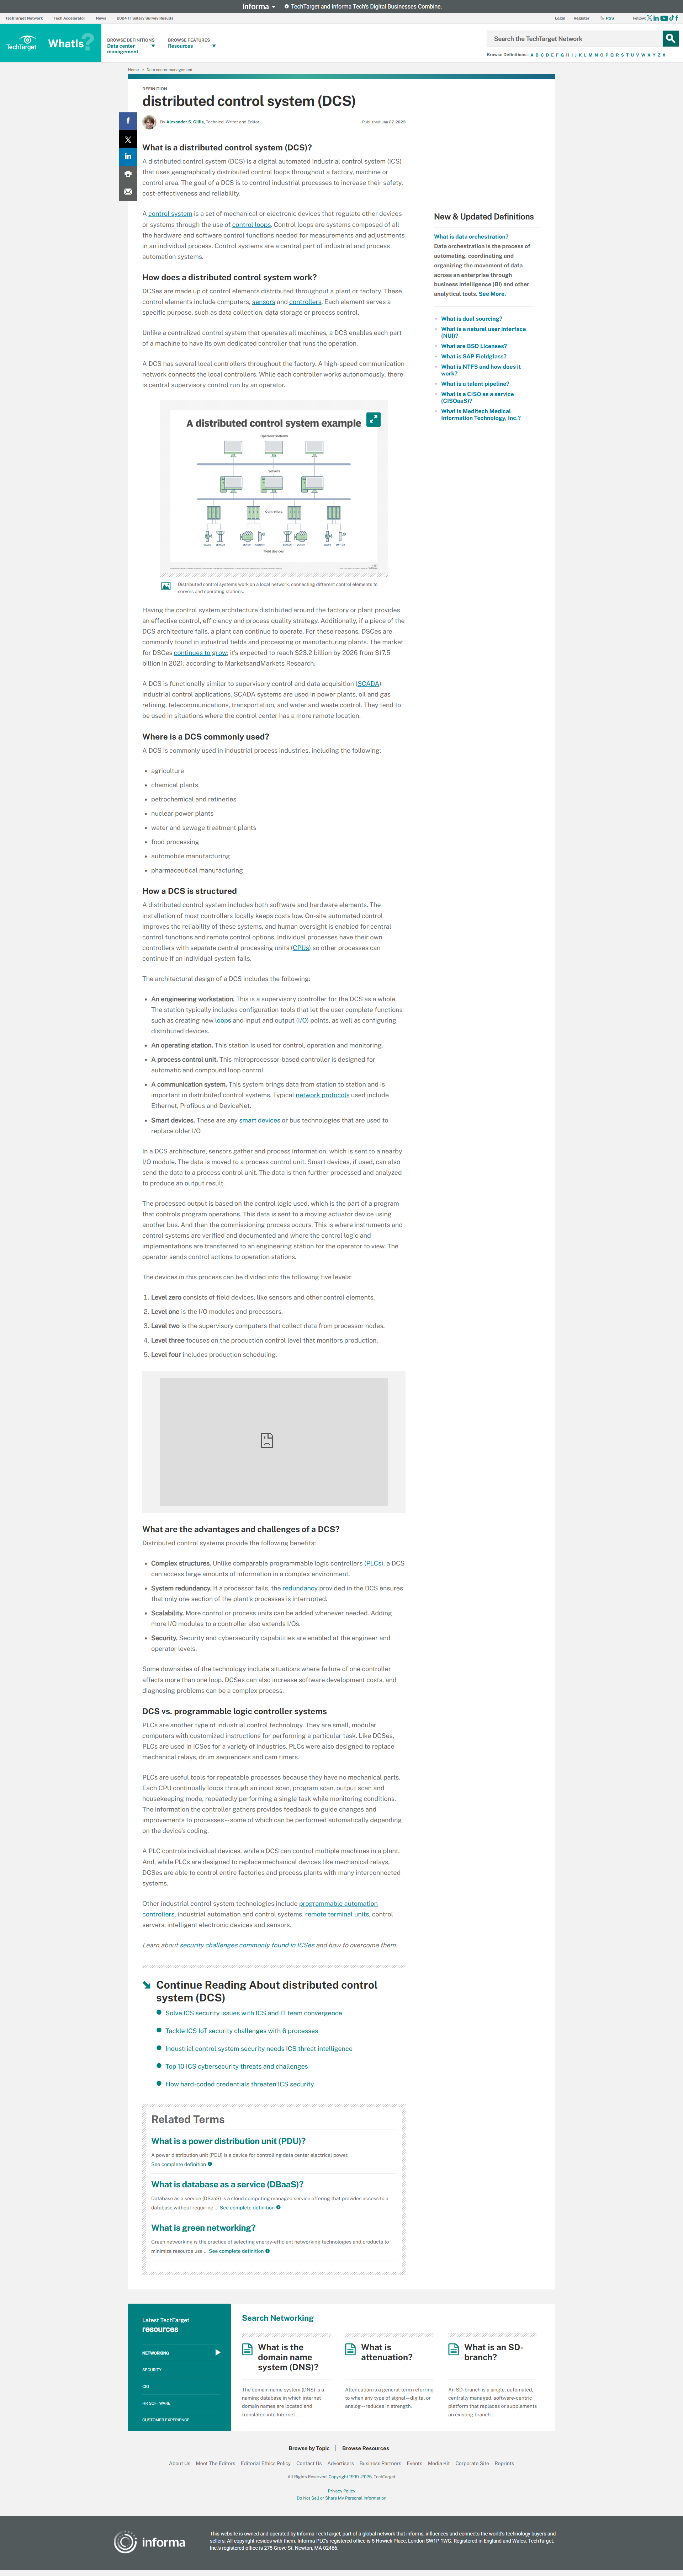 informa
TechTarget and Informa Tech's Digital Businesses Combine.
TechTarget Network
Tech Accelerator
News
2024 IT Salary Survey Results
Login
Register
RSS
Follow:
TechTarget
WhatIs?
BROWSE DEFINITIONS
Data center
management
BROWSE FEATURES
Resources
Search the TechTarget Network
Browse Definitions : A B C D E F G H I J K L M N O P Q R S T U V W X Y Z #
Home > Data center management
DEFINITION
distributed control system (DCS)
By Alexander S. Gillis, Technical Writer and Editor
Published: Jan 27, 2023
What is a distributed control system (DCS)?
A distributed control system (DCS) is a digital automated industrial control system (ICS)
that uses geographically distributed control loops throughout a factory, machine or
control area. The goal of a DCS is to control industrial processes to increase their safety,
cost-effectiveness and reliability.
A control system is a set of mechanical or electronic devices that regulate other devices
or systems through the use of control loops. Control loops are systems composed of all
the hardware and software control functions needed for measurements and adjustments
in an individual process. Control systems are a central part of industrial and process
automation systems.
How does a distributed control system work?
DCSes are made up of control elements distributed throughout a plant or factory. These
control elements include computers, sensors and controllers. Each element serves a
specific purpose, such as data collection, data storage or process control.
Unlike a centralized control system that operates all machines, a DCS enables each part
of a machine to have its own dedicated controller that runs the operation.
A DCS has several local controllers throughout the factory. A high-speed communication
network connects the local controllers. While each controller works autonomously, there
is central supervisory control run by an operator.
A distributed control system example
Operator stations
Servers
Controllers
VALVE SENSOR MOTOR SWITCH MOTOR SENSOR VALVE SWITCH
Field devices
Distributed control systems work on a local network, connecting different control elements to
servers and operating stations.
Having the control system architecture distributed around the factory or plant provides
an effective control, efficiency and process quality strategy. Additionally, if a piece of the
DCS architecture fails, a plant can continue to operate. For these reasons, DSCes are
commonly found in industrial fields and processing or manufacturing plants. The market
for DSCes continues to grow; it's expected to reach $23.2 billion by 2026 from $17.5
billion in 2021, according to MarketsandMarkets Research.
A DCS is functionally similar to supervisory control and data acquisition (SCADA)
industrial control applications. SCADA systems are used in power plants, oil and gas
refining, telecommunications, transportation, and water and waste control. They tend to
be used in situations where the control center has a more remote location.
Where is a DCS commonly used?
A DCS is commonly used in industrial process industries, including the following:
• agriculture
• chemical plants
• petrochemical and refineries
• nuclear power plants
• water and sewage treatment plants
• food processing
• automobile manufacturing
• pharmaceutical manufacturing
How a DCS is structured
A distributed control system includes both software and hardware elements. The
installation of most controllers locally keeps costs low. On-site automated control
improves the reliability of these systems, and human oversight is enabled for central
control functions and remote control options. Individual processes have their own
controllers with separate central processing units (CPUs) so other processes can
continue if an individual system fails.
The architectural design of a DCS includes the following:
• An engineering workstation. This is a supervisory controller for the DCS as a whole.
The station typically includes configuration tools that let the user complete functions
such as creating new loops and input and output (I/O) points, as well as configuring
distributed devices.
• An operating station. This station is used for control, operation and monitoring.
• A process control unit. This microprocessor-based controller is designed for
automatic and compound loop control.
• A communication system. This system brings data from station to station and is
important in distributed control systems. Typical network protocols used include
Ethernet, Profibus and DeviceNet.
• Smart devices. These are any smart devices or bus technologies that are used to
replace older I/O
In a DCS architecture, sensors gather and process information, which is sent to a nearby
I/O module. The data is moved to a process control unit. Smart devices, if used, can also
send the data to a process control unit. The data is then further processed and analyzed
to produce an output result.
The processed output is based on the control logic used, which is the part of a program
that controls program operations. This data is sent to a moving actuator device using
another bus. And then the commissioning process occurs. This is where instruments and
control systems are verified and documented and where the control logic and
implementations are transferred to an engineering station for the operator to view. The
operator sends control actions to operation stations.
The devices in this process can be divided into the following five levels:
1. Level zero consists of field devices, like sensors and other control elements.
2. Level one is the I/O modules and processors.
3. Level two is the supervisory computers that collect data from processor nodes.
4. Level three focuses on the production control level that monitors production.
5. Level four includes production scheduling.
What are the advantages and challenges of a DCS?
Distributed control systems provide the following benefits:
• Complex structures. Unlike comparable programmable logic controllers (PLCs), a DCS
can access large amounts of information in a complex environment.
• System redundancy. If a processor fails, the redundancy provided in the DCS ensures
that only one section of the plant's processes is interrupted.
• Scalability. More control or process units can be added whenever needed. Adding
more I/O modules to a controller also extends I/Os.
• Security. Security and cybersecurity capabilities are enabled at the engineer and
operator levels.
Some downsides of the technology include situations where failure of one controller
affects more than one loop. DCSes can also increase software development costs, and
diagnosing problems can be a complex process.
DCS vs. programmable logic controller systems
PLCs are another type of industrial control technology. They are small, modular
computers with customized instructions for performing a particular task. Like DCSes,
PLCs are used in ICSes for a variety of industries. PLCs were also designed to replace
mechanical relays, drum sequencers and cam timers.
PLCs are useful tools for repeatable processes because they have no mechanical parts.
Each CPU continually loops through an input scan, program scan, output scan and
housekeeping mode, repeatedly performing a single task while monitoring conditions.
The information the controller gathers provides feedback to guide changes and
improvements to processes -- some of which can be performed automatically depending
on the device's coding.
A PLC controls individual devices, while a DCS can control multiple machines in a plant.
And, while PLCs are designed to replace mechanical devices like mechanical relays,
DCSes are able to control entire factories and process plants with many interconnected
systems.
Other industrial control system technologies include programmable automation
controllers, industrial automation and control systems, remote terminal units, control
servers, intelligent electronic devices and sensors.
Learn about security challenges commonly found in ICSes and how to overcome them.
Continue Reading About distributed control
system (DCS)
Solve ICS security issues with ICS and IT team convergence
Tackle ICS IoT security challenges with 6 processes
Industrial control system security needs ICS threat intelligence
Top 10 ICS cybersecurity threats and challenges
How hard-coded credentials threaten ICS security
Related Terms
What is a power distribution unit (PDU)?
A power distribution unit (PDU) is a device for controlling data center electrical power.
See complete definition
What is database as a service (DBaaS)?
Database as a service (DBaaS) is a cloud computing managed service offering that provides access to a
database without requiring ... See complete definition
What is green networking?
Green networking is the practice of selecting energy-efficient networking technologies and products to
minimize resource use ... See complete definition
New & Updated Definitions
What is data orchestration?
Data orchestration is the process of
automating, coordinating and
organizing the movement of data
across an enterprise through
business intelligence (BI) and other
analytical tools. See More.
What is dual sourcing?
What is a natural user interface
(NUI)?
What are BSD Licenses?
What is SAP Fieldglass?
What is NTFS and how does it
work?
What is a talent pipeline?
What is a CISO as a service
(CISOaaS)?
What is Meditech Medical
Information Technology, Inc.?
Latest TechTarget
resources
NETWORKING
SECURITY
CIO
HR SOFTWARE
CUSTOMER EXPERIENCE
Search Networking
What is the
domain name
system (DNS)?
The domain name system (DNS) is a
naming database in which internet
domain names are located and
translated into Internet ...
What is
attenuation?
Attenuation is a general term referring
to when any type of signal -- digital or
analog -- reduces in strength.
What is an SD-
branch?
An SD-branch is a single, automated,
centrally managed, software-centric
platform that replaces or supplements
an existing branch...
Browse by Topic | Browse Resources
About Us Meet The Editors Editorial Ethics Policy Contact Us Advertisers Business Partners Events Media Kit Corporate Site Reprints
All Rights Reserved, Copyright 1999 - 2025, TechTarget
Privacy Policy
Do Not Sell or Share My Personal Information
informa
This website is owned and operated by Informa TechTarget, part of a global network that informs, influences and connects the world's technology buyers and
sellers. All copyright resides with them. Informa PLC's registered office is 5 Howick Place, London SW1P 1WG. Registered in England and Wales. TechTarget,
Inc.'s registered office is 275 Grove St. Newton, MA 02466.